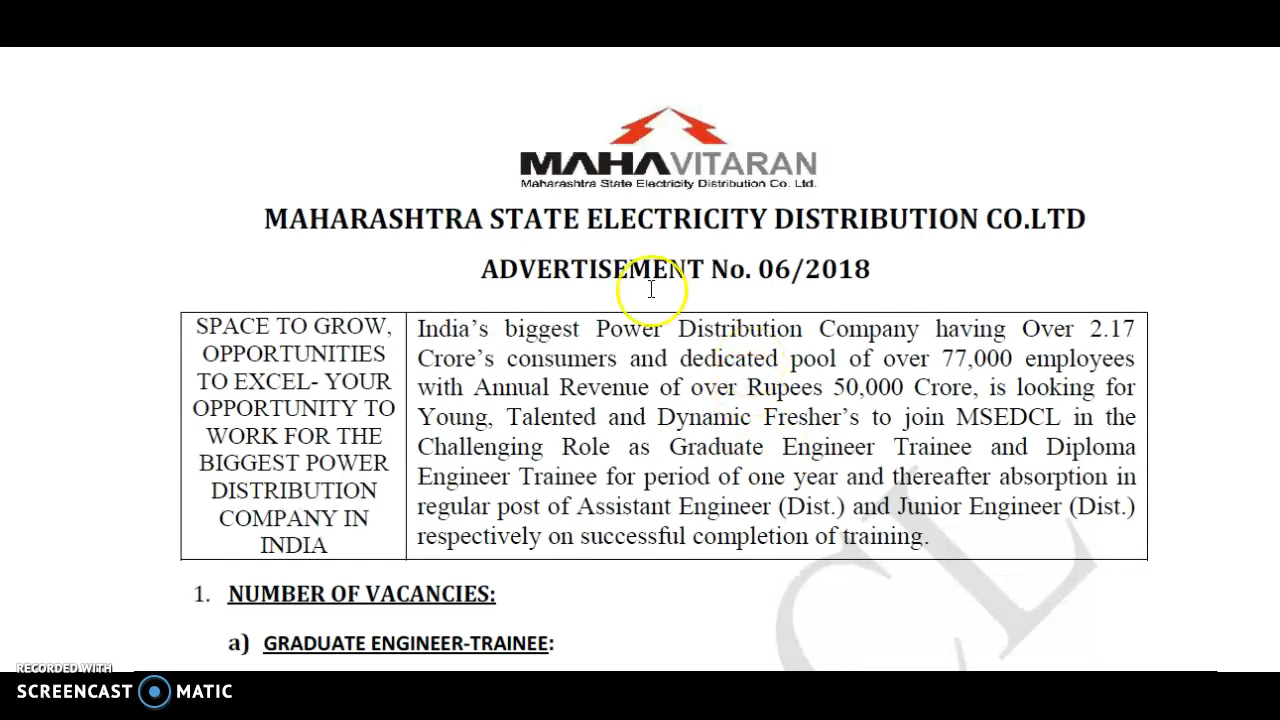 MAHAVITARAN
Maharashtra State Electricity Distribution Co. Ltd.
MAHARASHTRA STATE ELECTRICITY DISTRIBUTION CO.LTD
ADVERTISEMENT No. 06/2018
SPACE TO GROW,
OPPORTUNITIES
TO EXCEL- YOUR
OPPORTUNITY TO
WORK FOR THE
BIGGEST POWER
DISTRIBUTION
COMPANY IN
INDIA
India's biggest Power Distribution Company having Over 2.17
Crore's consumers and dedicated pool of over 77,000 employees
with Annual Revenue of over Rupees 50,000 Crore, is looking for
Young, Talented and Dynamic Fresher's to join MSEDCL in the
Challenging Role as Graduate Engineer Trainee and Diploma
Engineer Trainee for period of one year and thereafter absorption in
regular post of Assistant Engineer (Dist.) and Junior Engineer (Dist.)
respectively on successful completion of training.
1. NUMBER OF VACANCIES:
a) GRADUATE ENGINEER-TRAINEE:
CL
RECORDED WITH
SCREENCAST MATIC